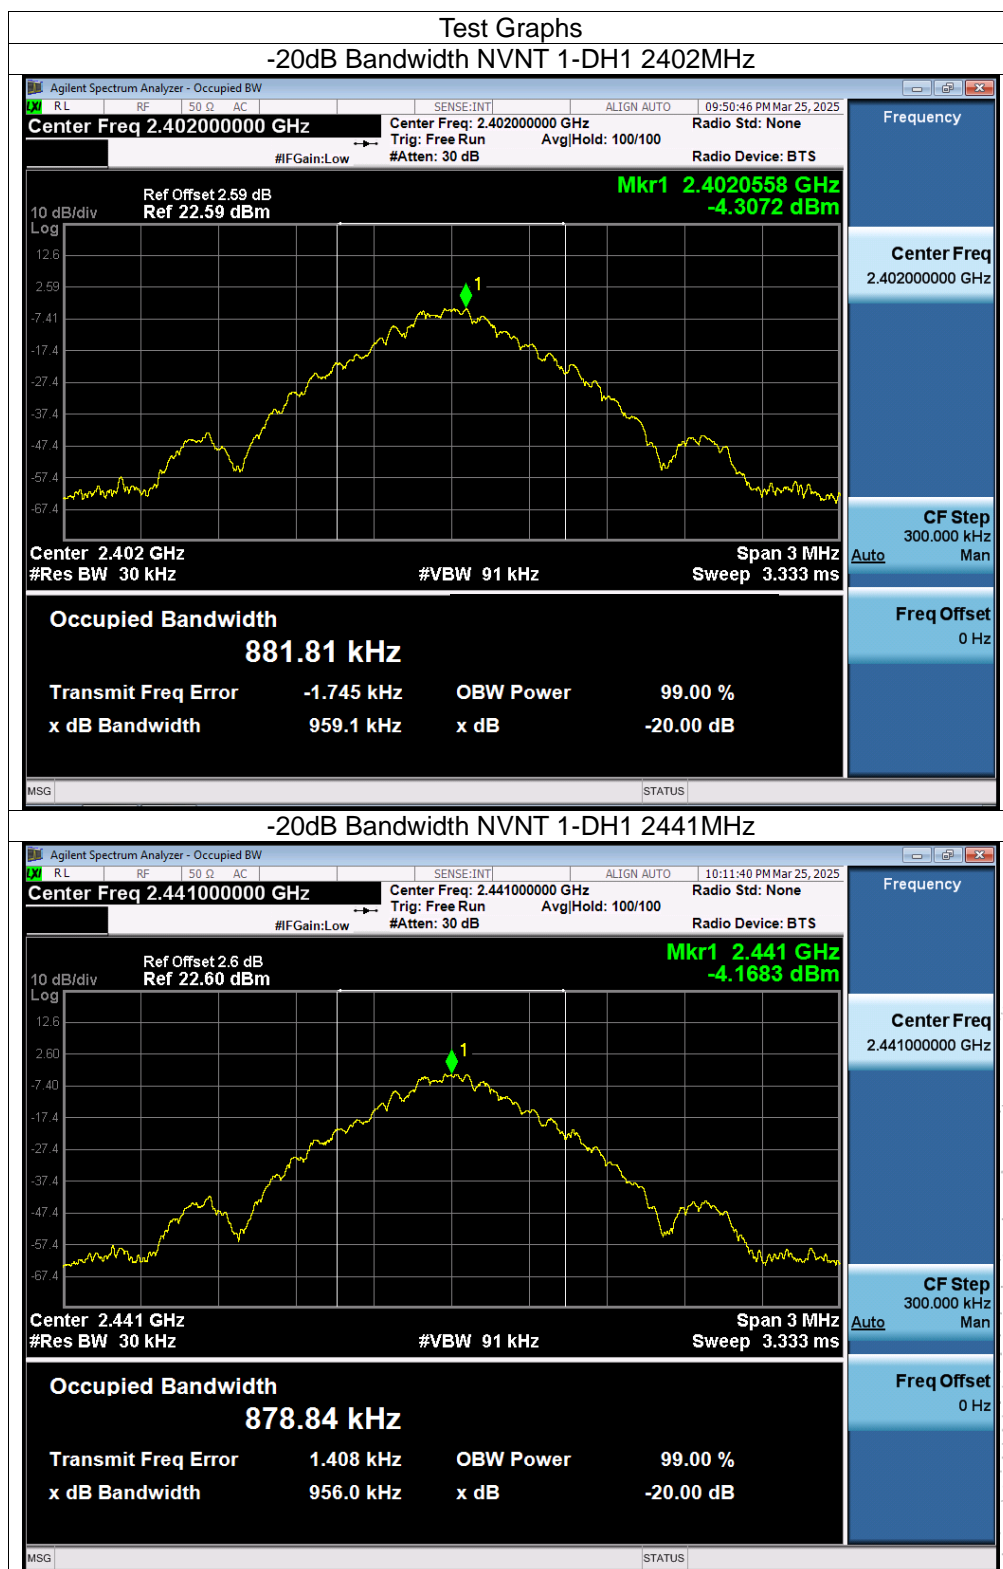 Test Graphs
-20dB Bandwidth NVNT 1-DH1 2402MHz
Agilent Spectrum Analyzer - Occupied BW
LXI RL RF 50 Ω AC SENSE:INT ALIGN AUTO 09:50:46 PM Mar 25, 2025
Center Freq 2.402000000 GHz Center Freq: 2.402000000 GHz Radio Std: None Frequency
Trig: Free Run Avg|Hold: 100/100
#IFGain:Low #Atten: 30 dB Radio Device: BTS
Mkr1 2.4020558 GHz
Ref Offset 2.59 dB
10 dB/div Ref 22.59 dBm -4.3072 dBm
Log
12.6
2.59
-7.41
-17.4
-27.4
-37.4
-47.4
-57.4
-67.4
1
Center Freq
2.402000000 GHz
Center 2.402 GHz Span 3 MHz
#Res BW 30 kHz #VBW 91 kHz Sweep 3.333 ms
CF Step
300.000 kHz
Auto Man
Occupied Bandwidth
881.81 kHz
Freq Offset
0 Hz
Transmit Freq Error -1.745 kHz OBW Power 99.00 %
x dB Bandwidth 959.1 kHz x dB -20.00 dB
MSG STATUS
-20dB Bandwidth NVNT 1-DH1 2441MHz
Agilent Spectrum Analyzer - Occupied BW
LXI RL RF 50 Ω AC SENSE:INT ALIGN AUTO 10:11:40 PM Mar 25, 2025
Center Freq 2.441000000 GHz Center Freq: 2.441000000 GHz Radio Std: None Frequency
Trig: Free Run Avg|Hold: 100/100
#IFGain:Low #Atten: 30 dB Radio Device: BTS
Mkr1 2.441 GHz
Ref Offset 2.6 dB
10 dB/div Ref 22.60 dBm -4.1683 dBm
Log
12.6
2.60
-7.40
-17.4
-27.4
-37.4
-47.4
-57.4
-67.4
1
Center Freq
2.441000000 GHz
Center 2.441 GHz Span 3 MHz
#Res BW 30 kHz #VBW 91 kHz Sweep 3.333 ms
CF Step
300.000 kHz
Auto Man
Occupied Bandwidth
878.84 kHz
Freq Offset
0 Hz
Transmit Freq Error 1.408 kHz OBW Power 99.00 %
x dB Bandwidth 956.0 kHz x dB -20.00 dB
MSG STATUS